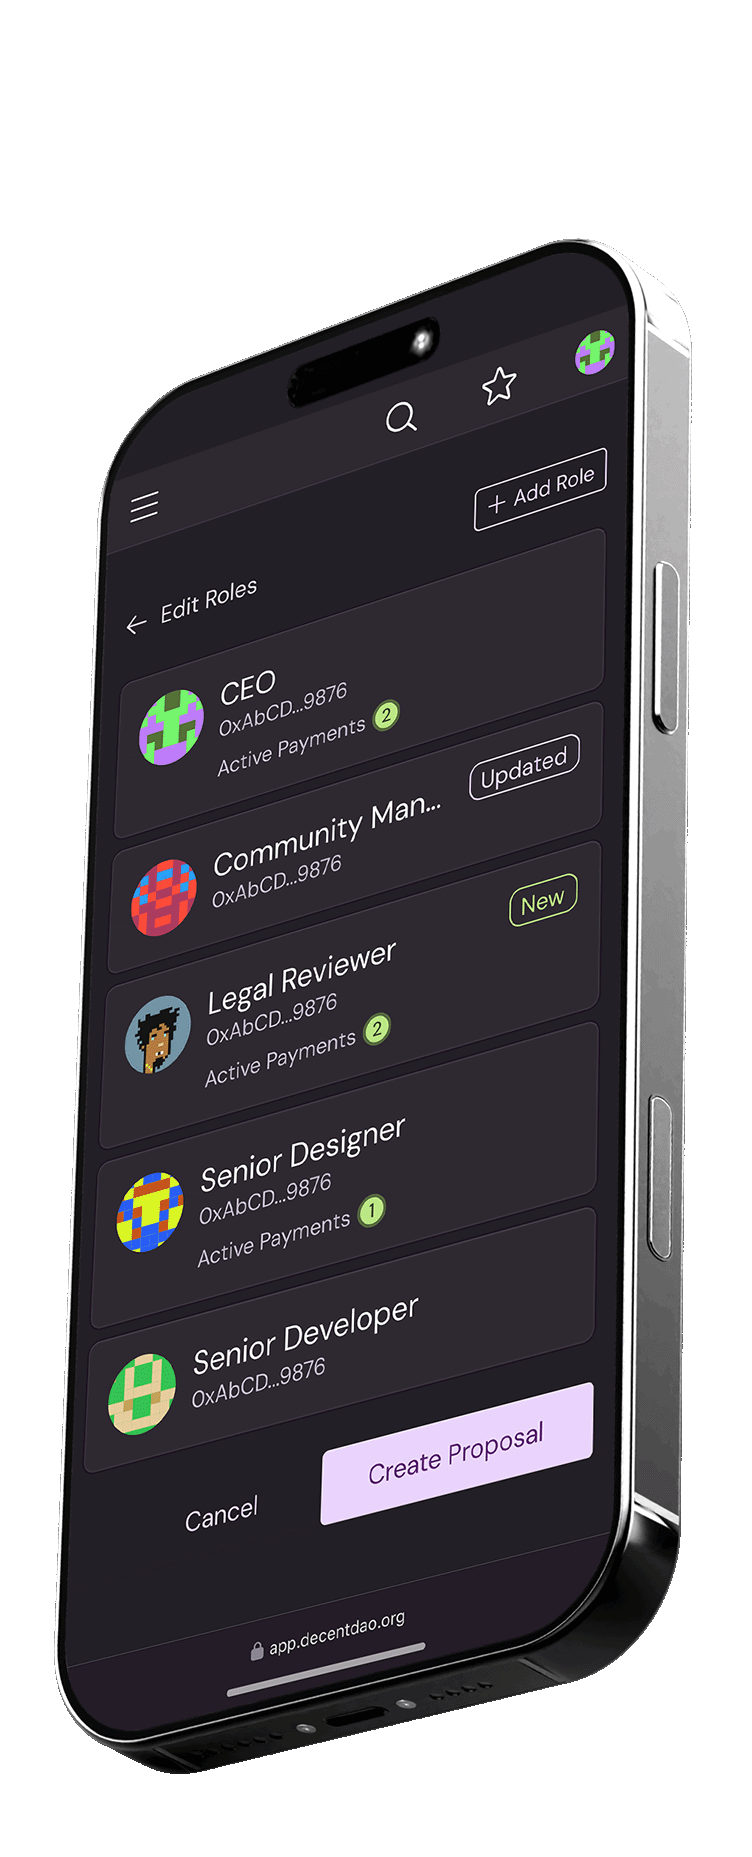 + Add Role
← Edit Roles
CEO
0xAbCD...9876
Active Payments 2
Community Man...
Updated
0xAbCD...9876
New
Legal Reviewer
0xAbCD...9876
Active Payments 2
Senior Designer
0xAbCD...9876
Active Payments 1
Senior Developer
0xAbCD...9876
Cancel
Create Proposal
app.decentdao.org